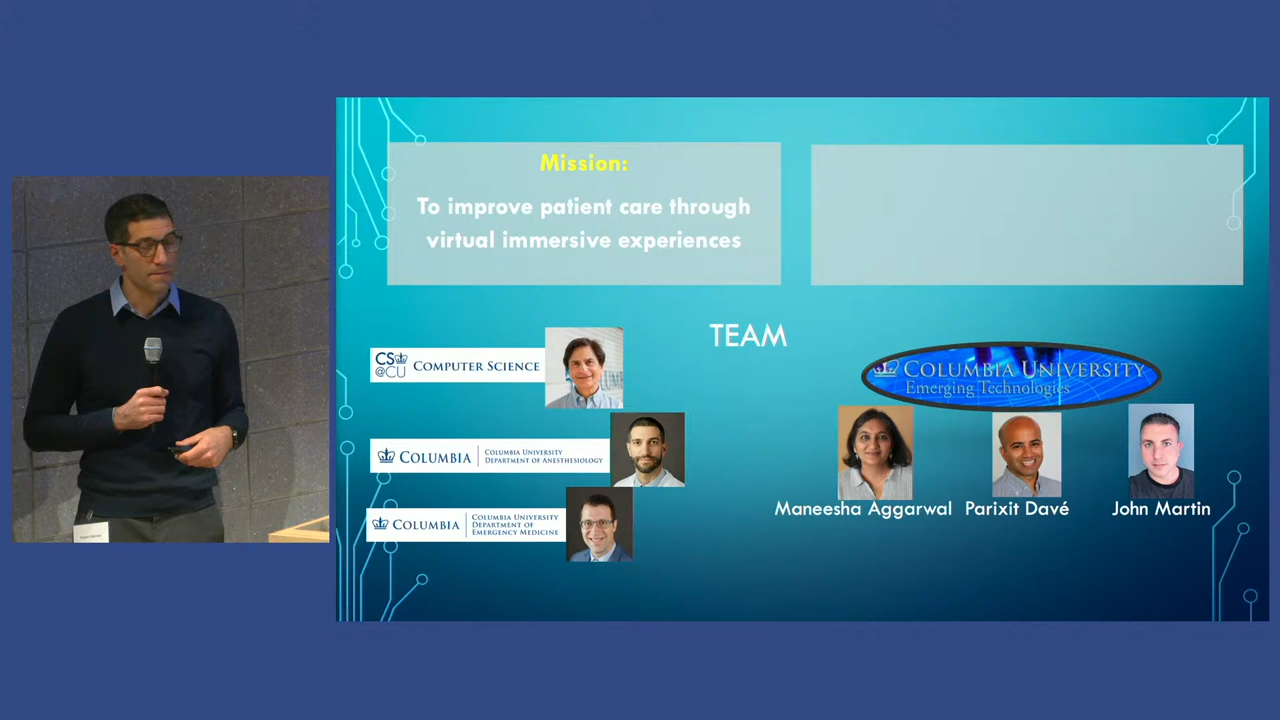 Mission:
To improve patient care through
virtual immersive experiences
TEAM
CS
@CU
COMPUTER SCIENCE
COLUMBIA UNIVERSITY
Emerging Technologies
COLUMBIA
COLUMBIA UNIVERSITY
DEPARTMENT OF ANESTHESIOLOGY
COLUMBIA
COLUMBIA UNIVERSITY
DEPARTMENT OF
EMERGENCY MEDICINE
Maneesha Aggarwal
Parixit Davé
John Martin